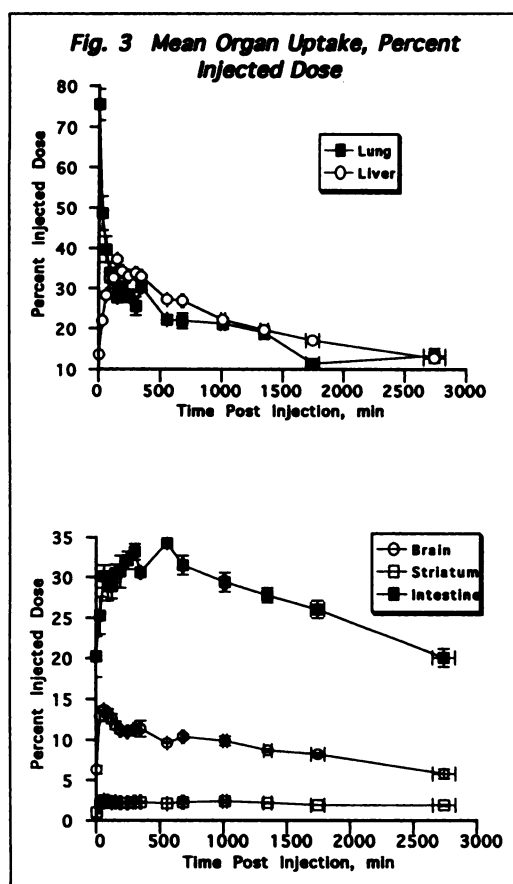 Fig. 3 Mean Organ Uptake, Percent
Injected Dose
Percent Injected Dose
80
70
60
50
40
30
20
10
Lung
Liver
0 500 1000 1500 2000 2500 3000
Time Post Injection, min
Percent Injected Dose
35
30
25
20
15
10
5
0
Brain
Striatum
Intestine
0 500 1000 1500 2000 2500 3000
Time Post Injection, min